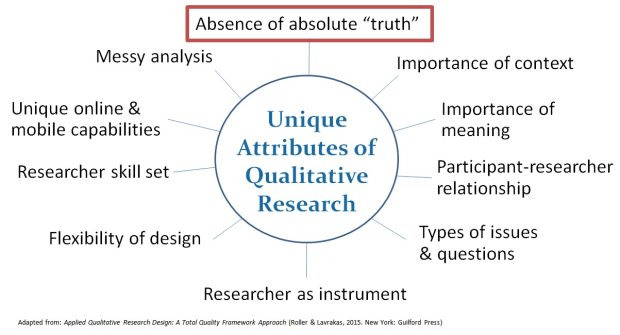 Absence of absolute “truth”
Messy analysis
Importance of context
Unique online &
mobile capabilities
Importance of
meaning
Unique
Attributes of
Qualitative
Research
Researcher skill set
Participant-researcher
relationship
Flexibility of design
Types of issues
& questions
Researcher as instrument
Adapted from: Applied Qualitative Research Design: A Total Quality Framework Approach (Roller & Lavrakas, 2015. New York: Guilford Press)